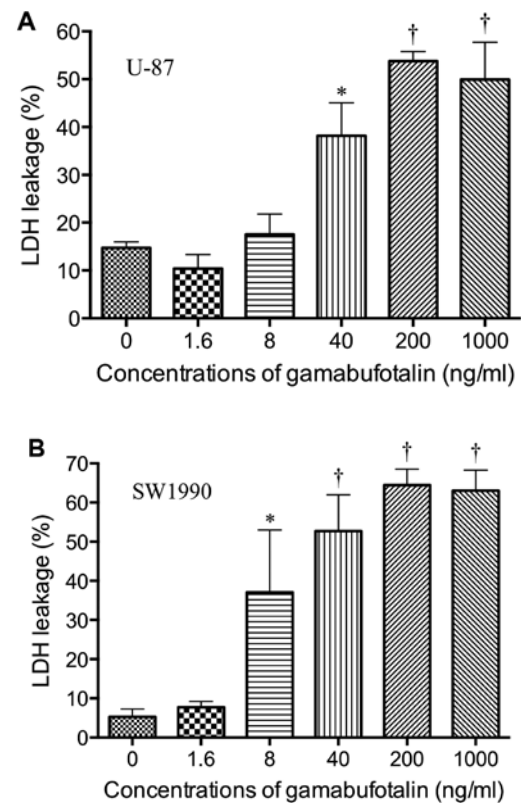 A
60
50
40
30
20
10
0
LDH leakage (%)
U-87
*
†
†
0 1.6 8 40 200 1000
Concentrations of gamabufotalin (ng/ml)
B
70
60
50
40
30
20
10
0
LDH leakage (%)
SW1990
*
†
†
†
0 1.6 8 40 200 1000
Concentrations of gamabufotalin (ng/ml)